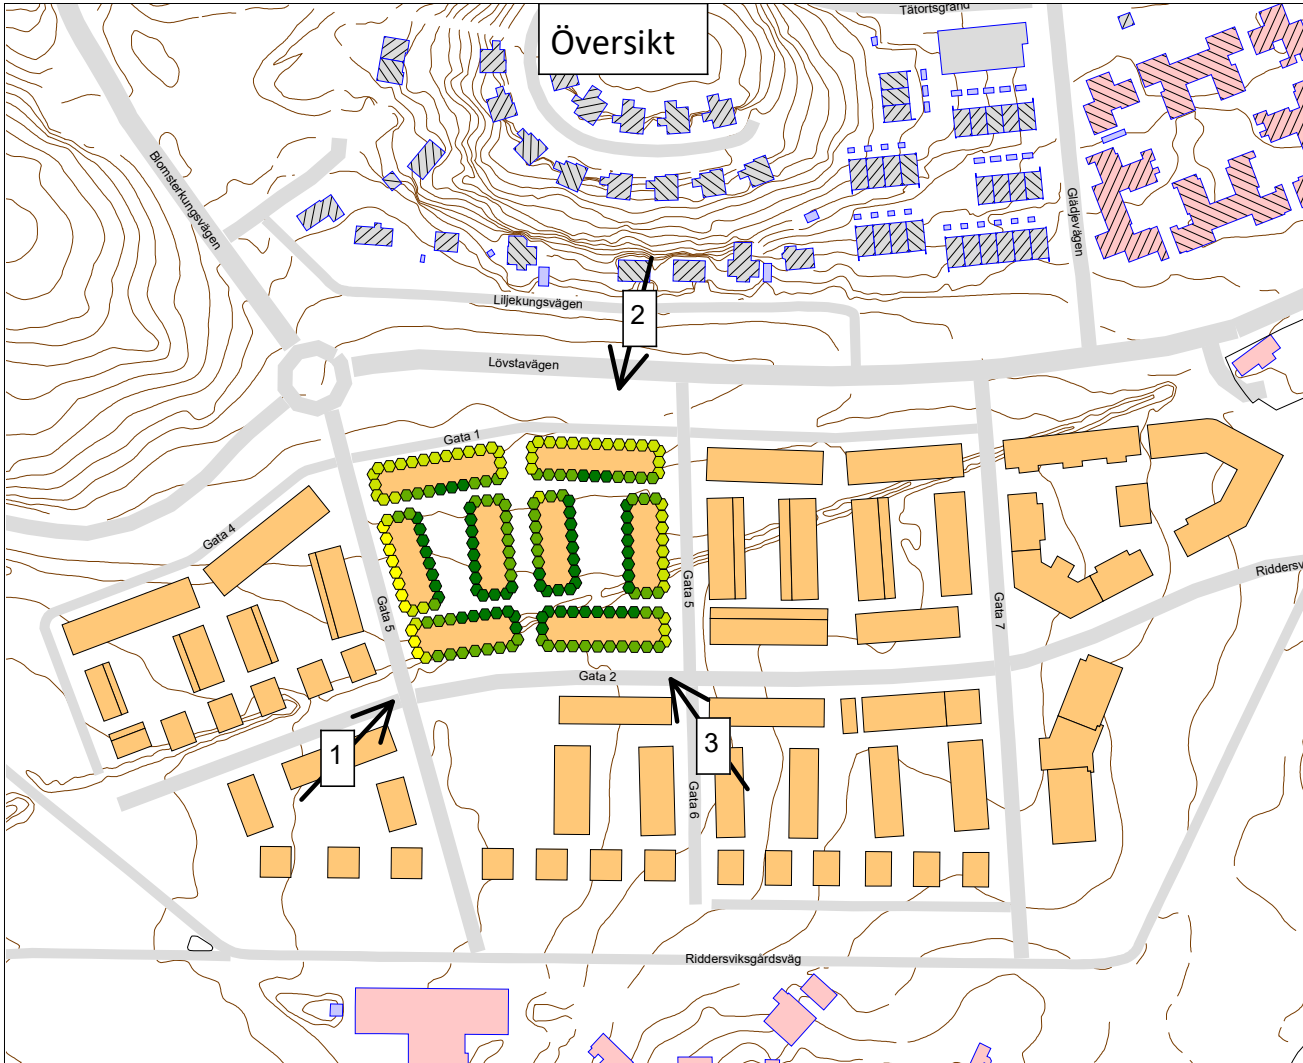 Tätortsgränd
Översikt
Blomsterkungsvägen
Glädjevägen
Liljekungsvägen
2
Lövstavägen
Gata 1
Gata 4
Gata 5
Gata 5
Gata 7
Riddersv
Gata 2
1
3
Gata 6
Riddersviksgårdsväg